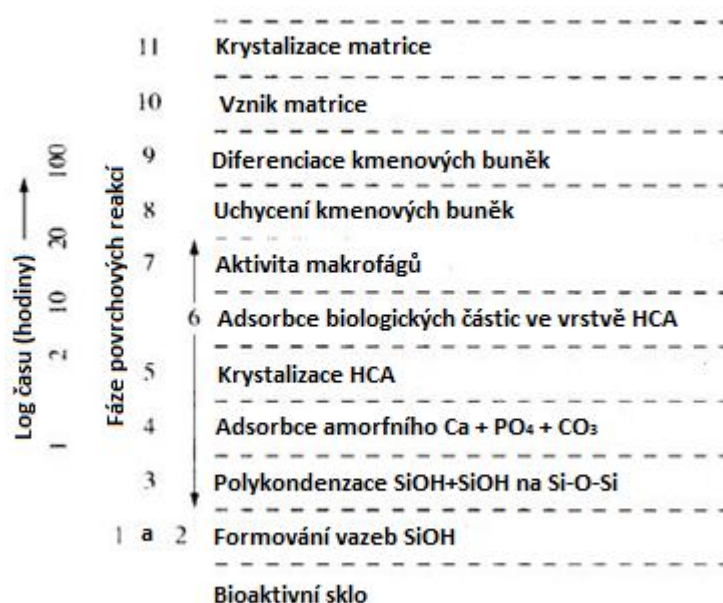 11 Krystalizace matrice
10 Vznik matrice
9 Diferenciace kmenových buněk
8 Uchycení kmenových buněk
7 Aktivita makrofágů
6 Adsorbce biologických částic ve vrstvě HCA
5 Krystalizace HCA
4 Adsorbce amorfního Ca + PO₄ + CO₃
3 Polykondenzace SiOH+SiOH na Si-O-Si
1 a 2 Formování vazeb SiOH
Bioaktivní sklo
Log času (hodiny)
1 2 10 20 100
Fáze povrchových reakcí